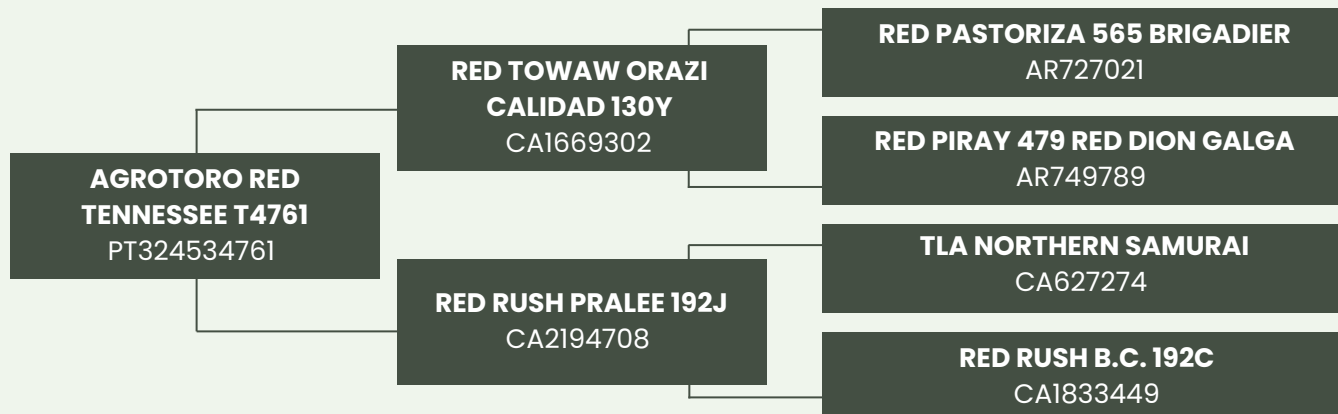 AGROTORO RED
TENNESSEE T4761
PT324534761
RED TOWAW ORAZI
CALIDAD 130Y
CA1669302
RED RUSH PRALEE 192J
CA2194708
RED PASTORIZA 565 BRIGADIER
AR727021
RED PIRAY 479 RED DION GALGA
AR749789
TLA NORTHERN SAMURAI
CA627274
RED RUSH B.C. 192C
CA1833449